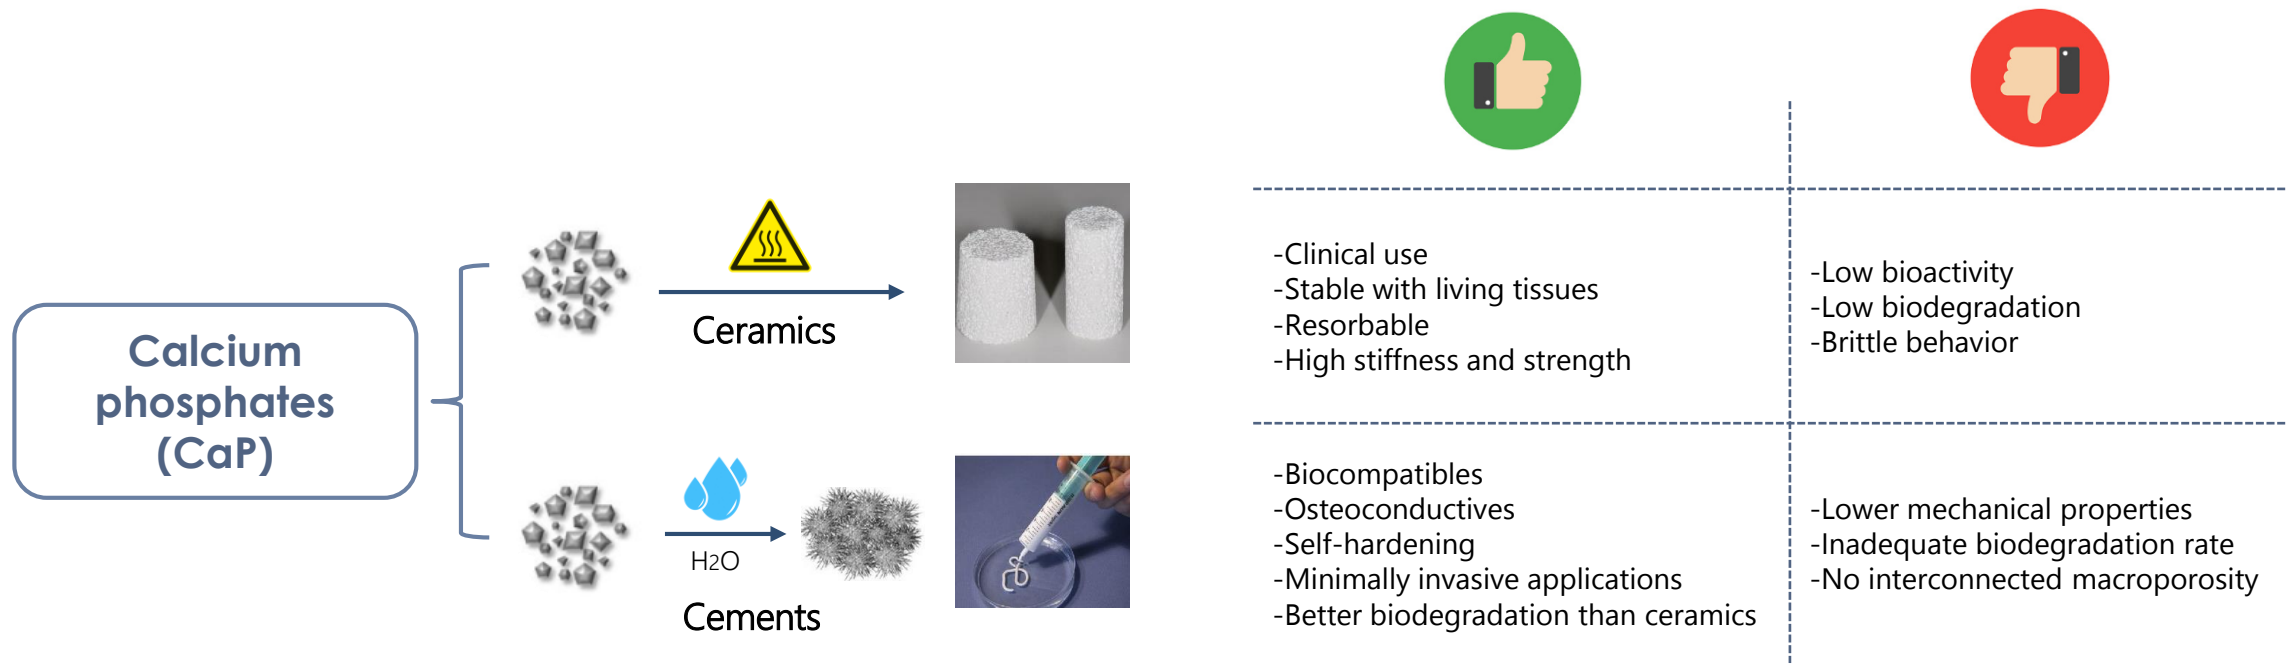 Calcium
phosphates
(CaP)
Ceramics
H2O
Cements
-Clinical use
-Stable with living tissues
-Resorbable
-High stiffness and strength
-Low bioactivity
-Low biodegradation
-Brittle behavior
-Biocompatibles
-Osteoconductives
-Self-hardening
-Minimally invasive applications
-Better biodegradation than ceramics
-Lower mechanical properties
-Inadequate biodegradation rate
-No interconnected macroporosity